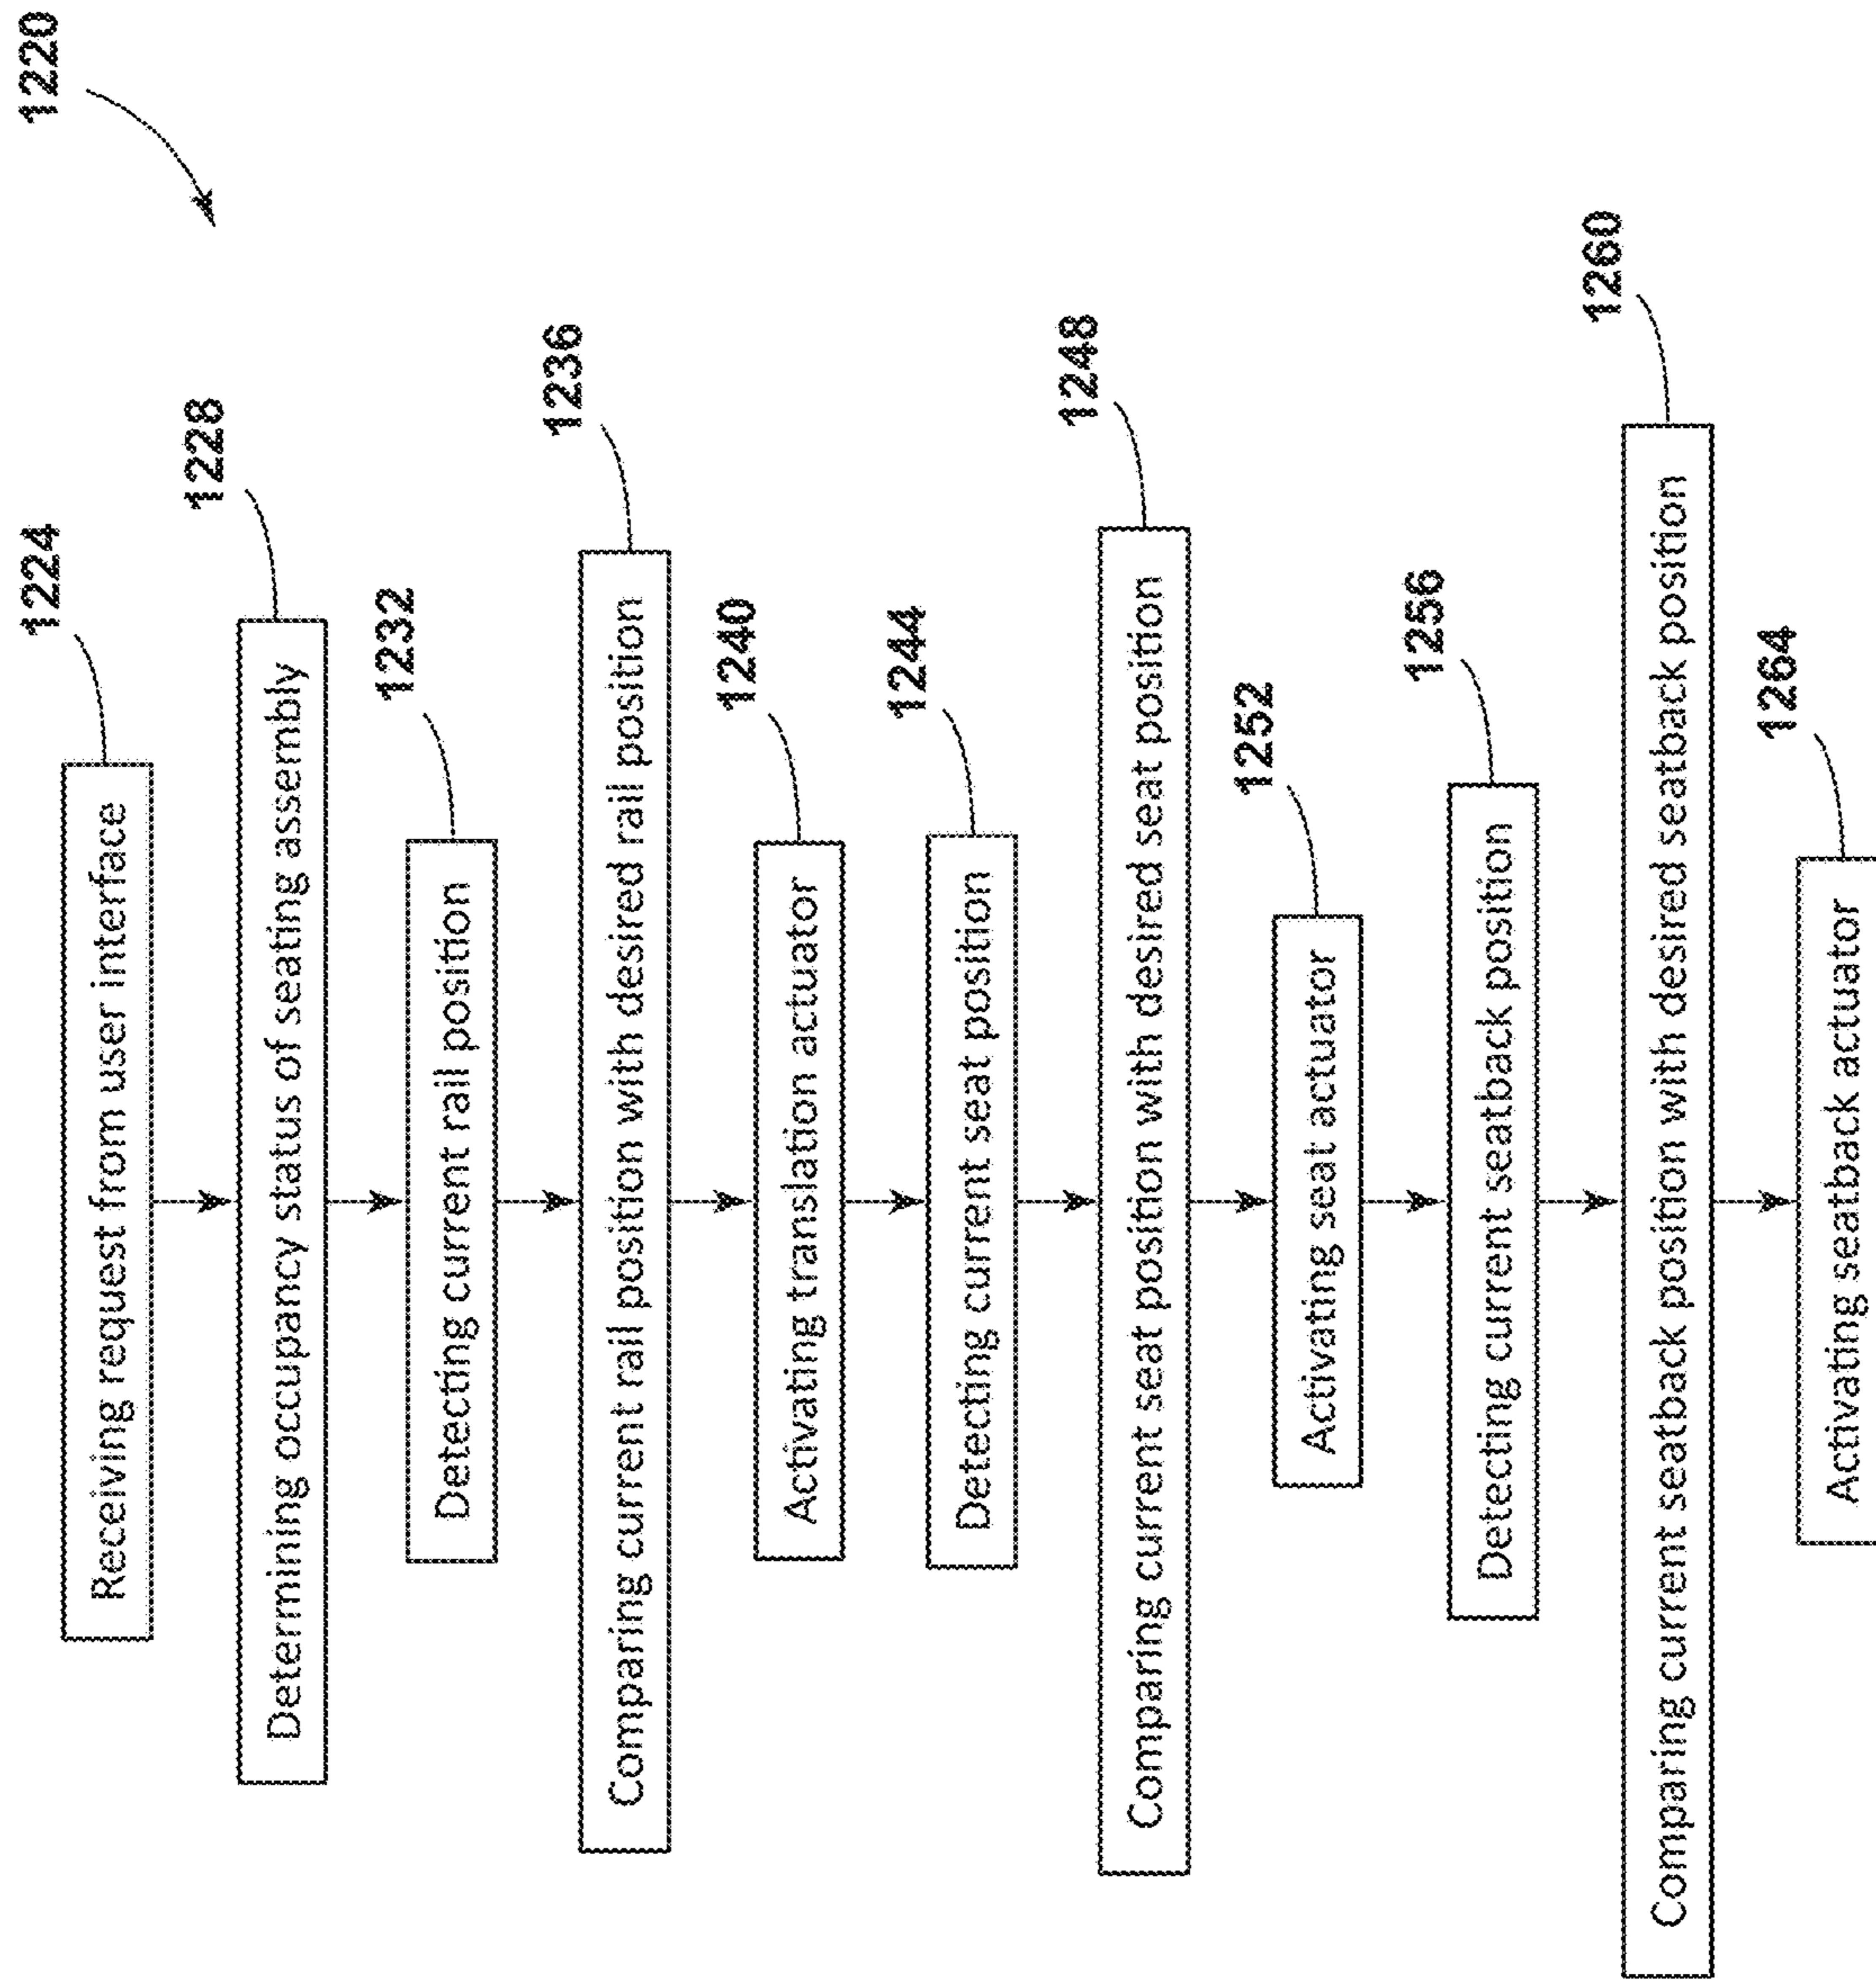 1220
1224
Receiving request from user interface
1228
Determining occupancy status of seating assembly
1232
Detecting current rail position
1236
Comparing current rail position with desired rail position
1240
Activating translation actuator
1244
Detecting current seat position
1248
Comparing current seat position with desired seat position
1252
Activating seat actuator
1256
Detecting current seatback position
1260
Comparing current seatback position with desired seatback position
1264
Activating seatback actuator